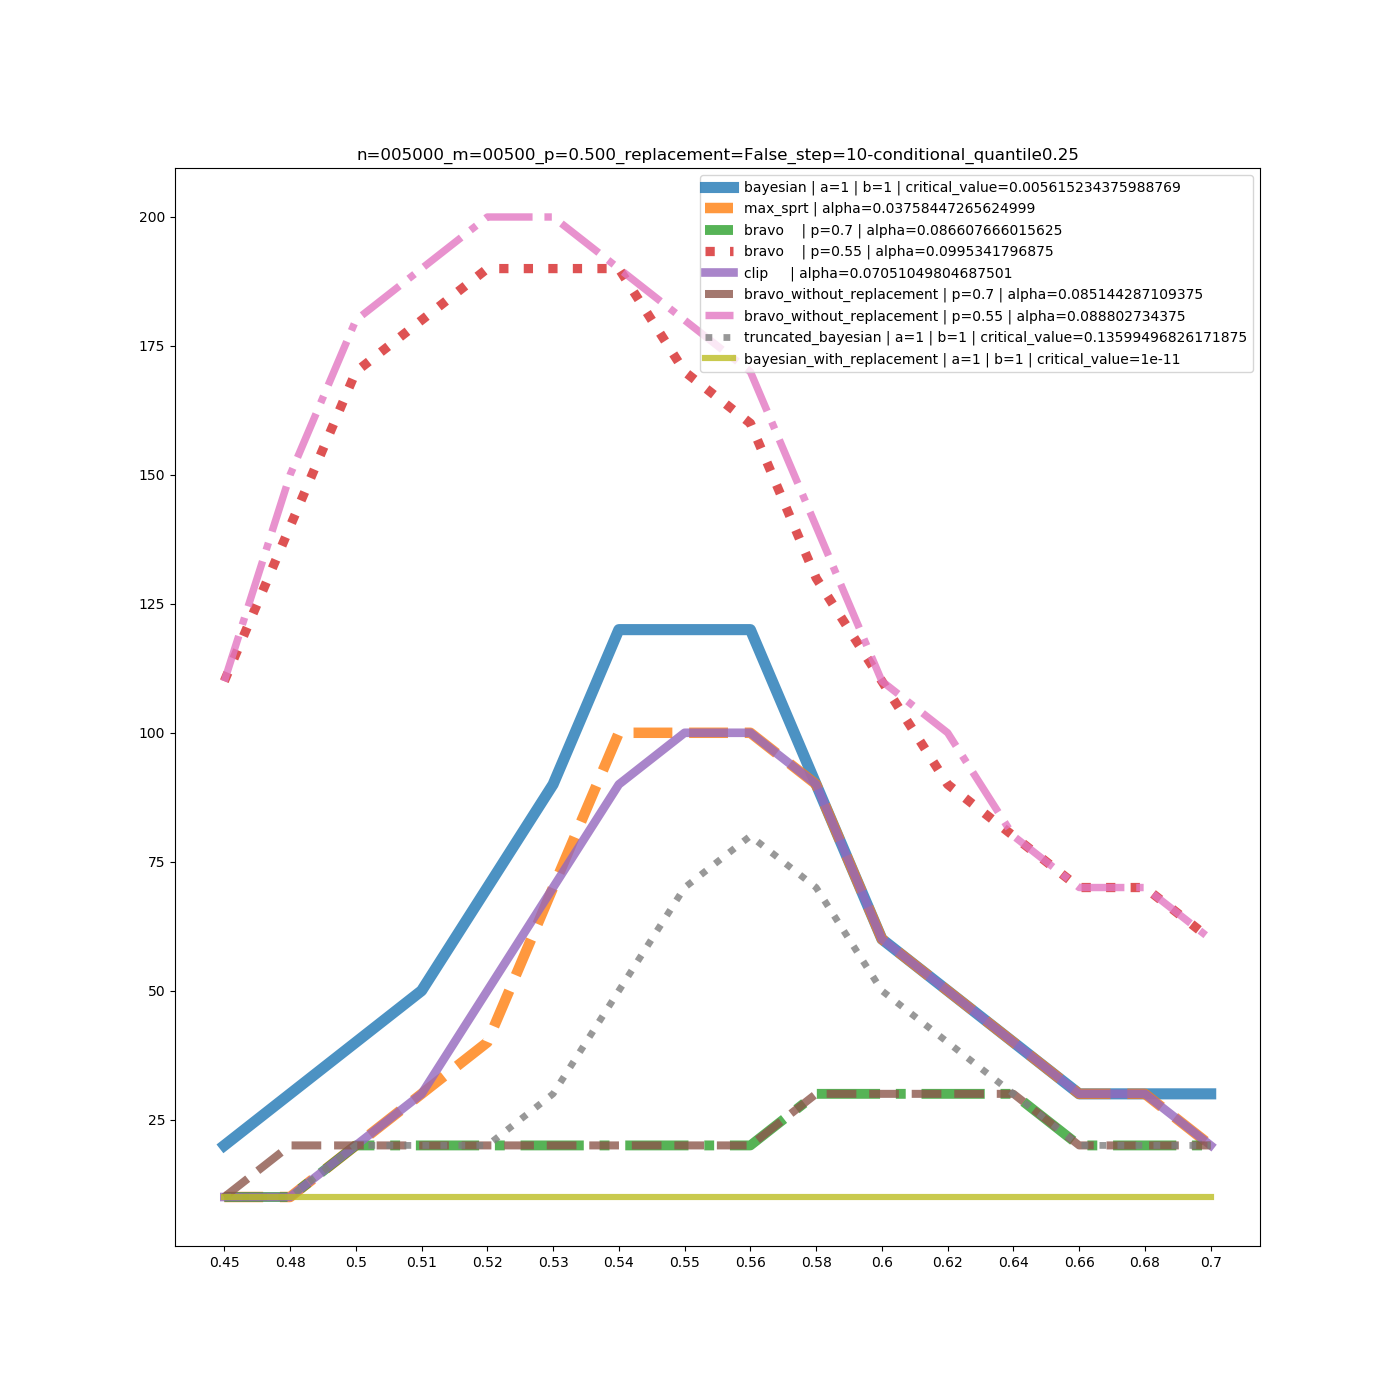 n=005000_m=00500_p=0.500_replacement=False_step=10-conditional_quantile0.25
bayesian | a=1 | b=1 | critical_value=0.005615234375988769
max_sprt | alpha=0.03758447265624999
bravo    | p=0.7 | alpha=0.086607666015625
bravo    | p=0.55 | alpha=0.0995341796875
clip     | alpha=0.07051049804687501
bravo_without_replacement | p=0.7 | alpha=0.085144287109375
bravo_without_replacement | p=0.55 | alpha=0.088802734375
truncated_bayesian | a=1 | b=1 | critical_value=0.13599496826171875
bayesian_with_replacement | a=1 | b=1 | critical_value=1e-11
200
175
150
125
100
75
50
25
0.45 0.48 0.5 0.51 0.52 0.53 0.54 0.55 0.56 0.58 0.6 0.62 0.64 0.66 0.68 0.7